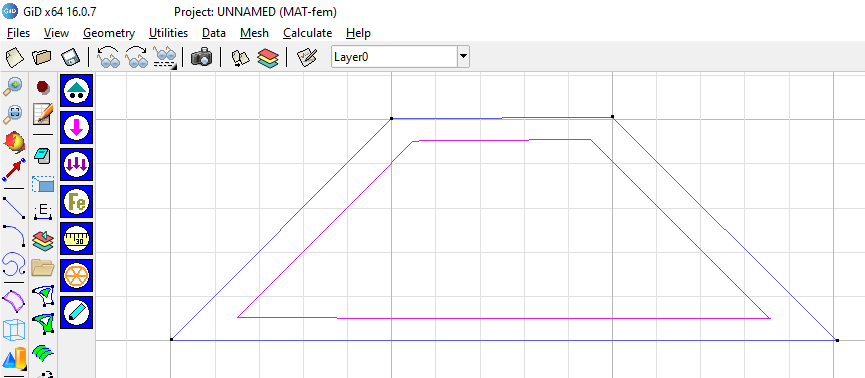 GiD x64 16.0.7 Project: UNNAMED (MAT-fem)
Files View Geometry Utilities Data Mesh Calculate Help
Layer0
Fe
E
30